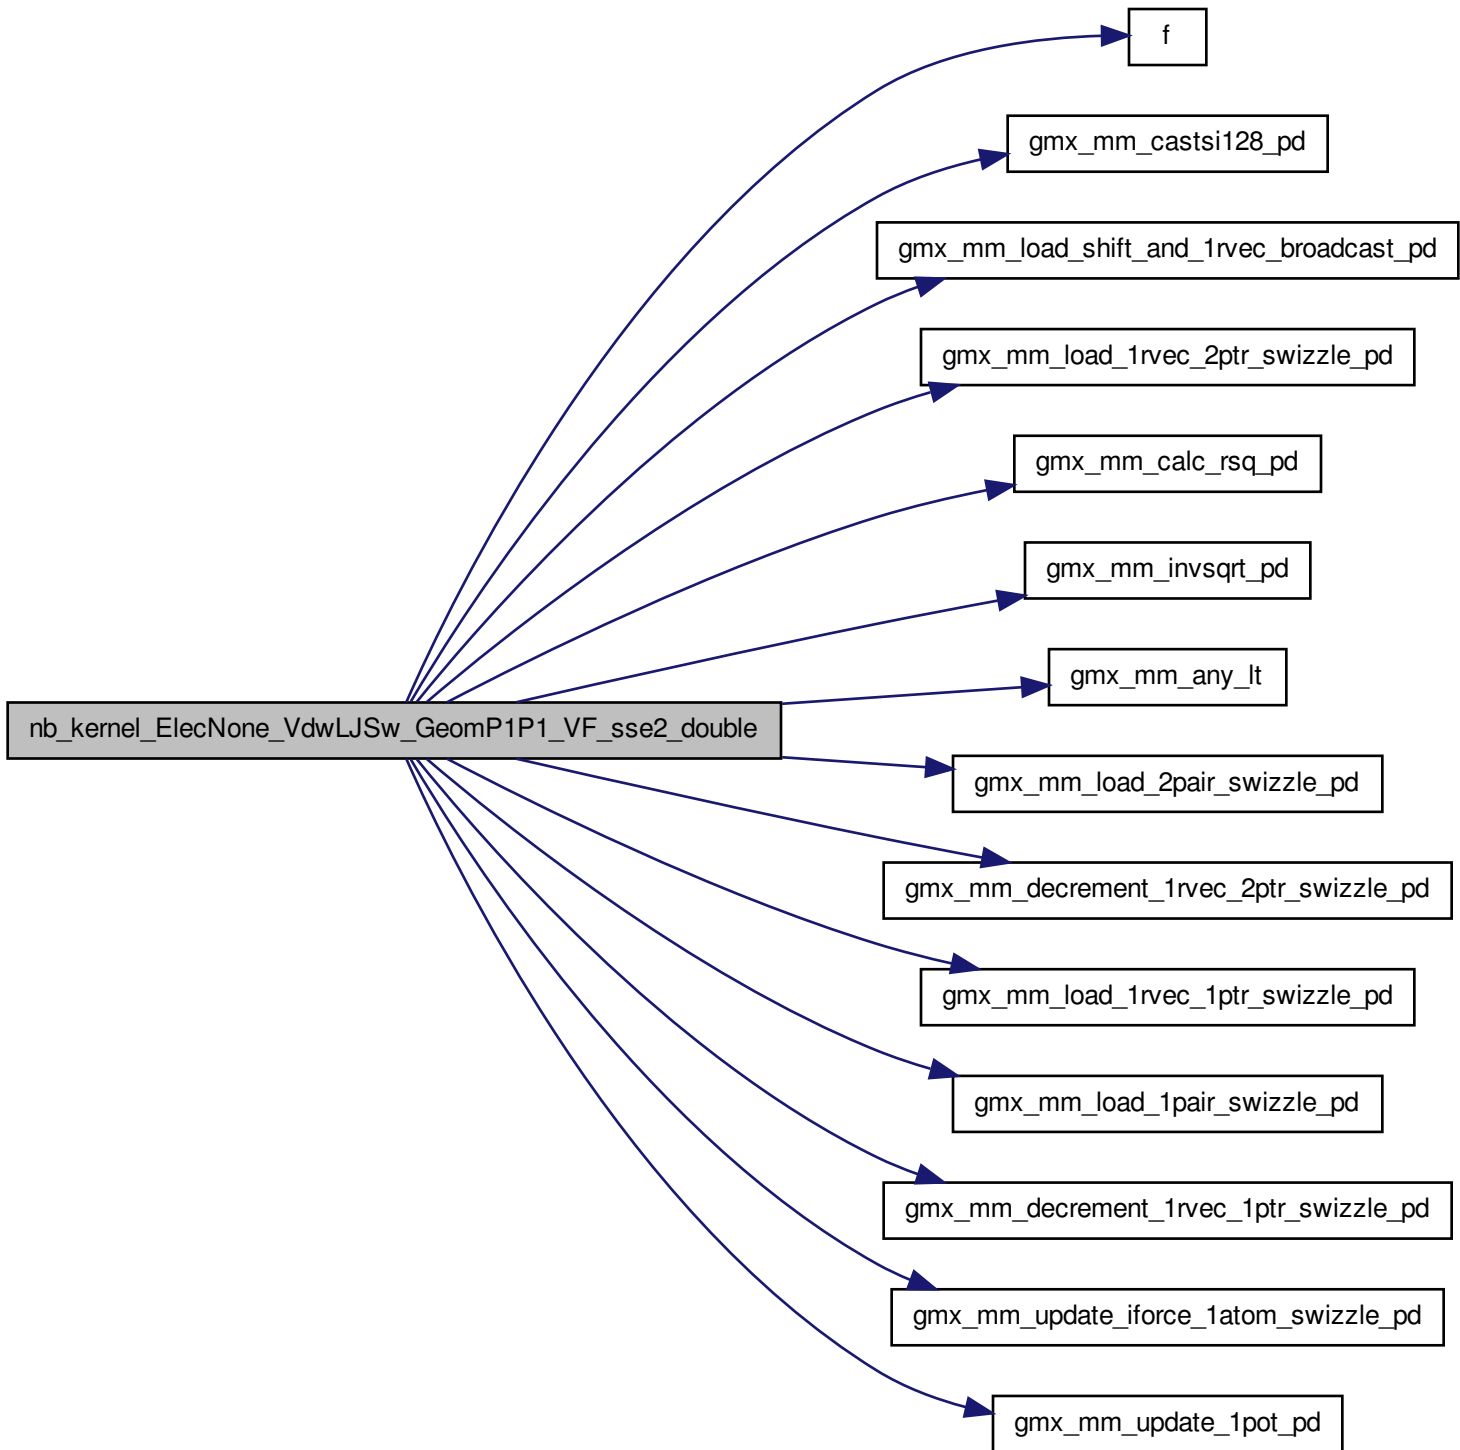 f
gmx_mm_castsi128_pd
gmx_mm_load_shift_and_1rvec_broadcast_pd
gmx_mm_load_1rvec_2ptr_swizzle_pd
gmx_mm_calc_rsq_pd
gmx_mm_invsqrt_pd
gmx_mm_any_lt
nb_kernel_ElecNone_VdwLJSw_GeomP1P1_VF_sse2_double
gmx_mm_load_2pair_swizzle_pd
gmx_mm_decrement_1rvec_2ptr_swizzle_pd
gmx_mm_load_1rvec_1ptr_swizzle_pd
gmx_mm_load_1pair_swizzle_pd
gmx_mm_decrement_1rvec_1ptr_swizzle_pd
gmx_mm_update_iforce_1atom_swizzle_pd
gmx_mm_update_1pot_pd